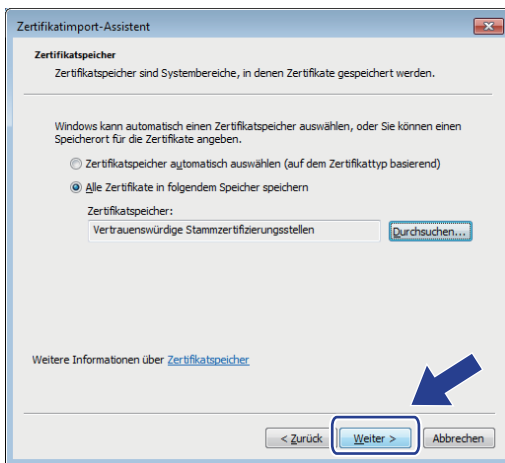 Zertifikatimport-Assistent
Zertifikatspeicher
Zertifikatspeicher sind Systembereiche, in denen Zertifikate gespeichert werden.
Windows kann automatisch einen Zertifikatspeicher auswählen, oder Sie können einen
Speicherort für die Zertifikate angeben.
Zertifikatspeicher automatisch auswählen (auf dem Zertifikattyp basierend)
Alle Zertifikate in folgendem Speicher speichern
Zertifikatspeicher:
Vertrauenswürdige Stammzertifizierungsstellen
Durchsuchen...
Weitere Informationen über Zertifikatspeicher
< Zurück Weiter > Abbrechen